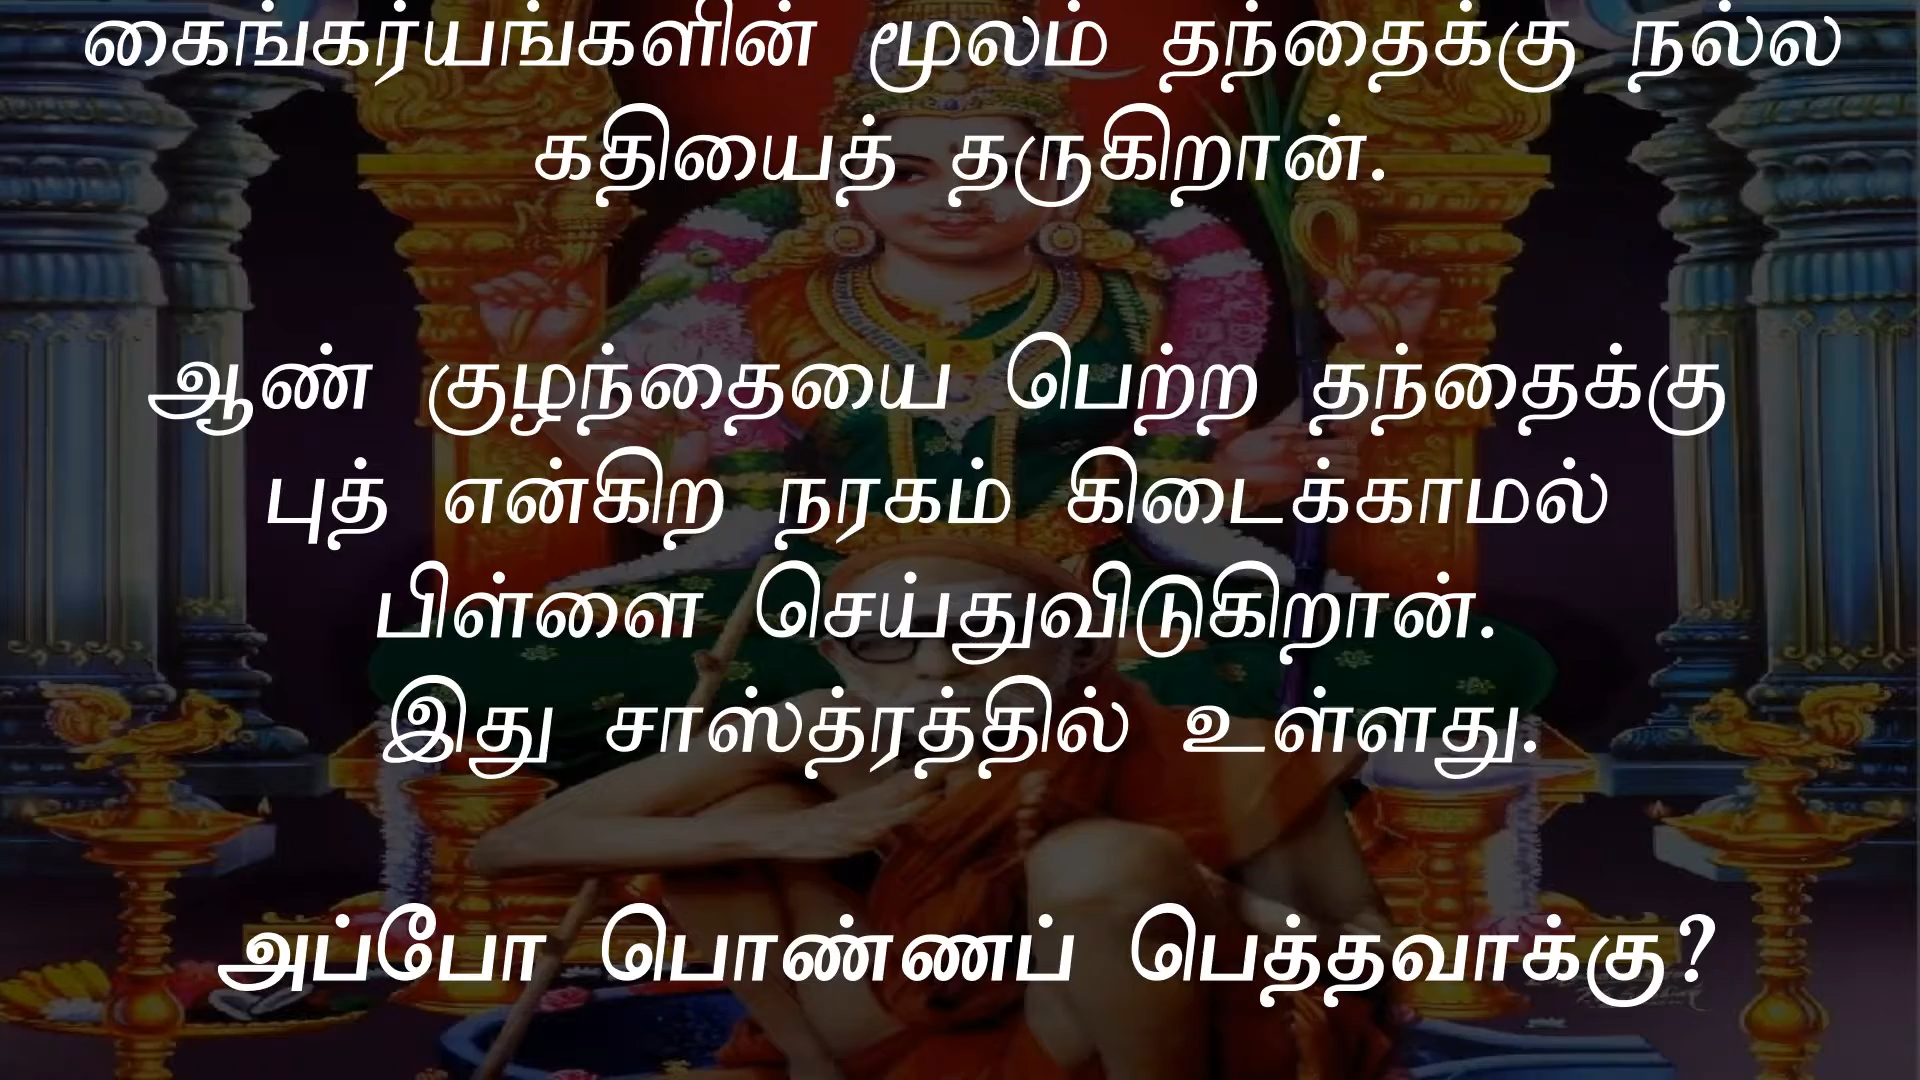 கைங்கர்யங்களின் மூலம் தந்தைக்கு நல்ல
கதியைத் தருகிறான்.
ஆண் குழந்தையை பெற்ற தந்தைக்கு
புத் என்கிற நரகம் கிடைக்காமல்
பிள்ளை செய்துவிடுகிறான்.
இது சாஸ்த்ரத்தில் உள்ளது.
அப்போ பொண்ணப் பெத்தவாக்கு?